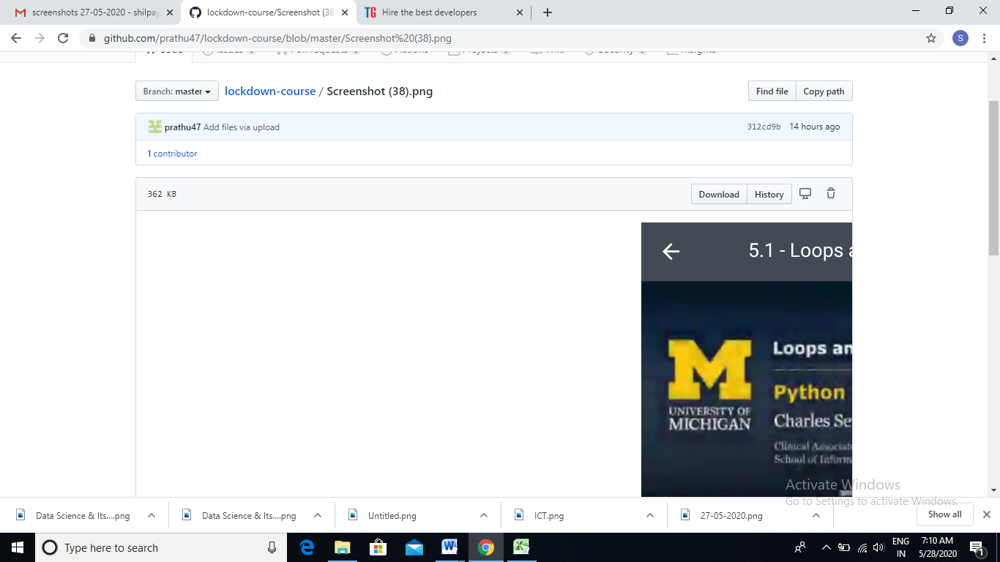 screenshots 27-05-2020 - shilpay
lockdown-course/Screenshot (38
TG Hire the best developers
github.com/prathu47/lockdown-course/blob/master/Screenshot%20(38).png
S
Branch: master
lockdown-course / Screenshot (38).png
Find file
Copy path
prathu47 Add files via upload
312cd9b 14 hours ago
1 contributor
362 KB
Download
History
5.1 - Loops
M
Loops an
Python
UNIVERSITY OF
MICHIGAN
Charles Se
Clinical Associat
School of Inform
Activate Windows
Go to Settings to activate Windows.
Data Science & Its....png
Data Science & Its....png
Untitled.png
ICT.png
27-05-2020.png
Show all
Type here to search
ENG
IN
7:10 AM
5/28/2020
1